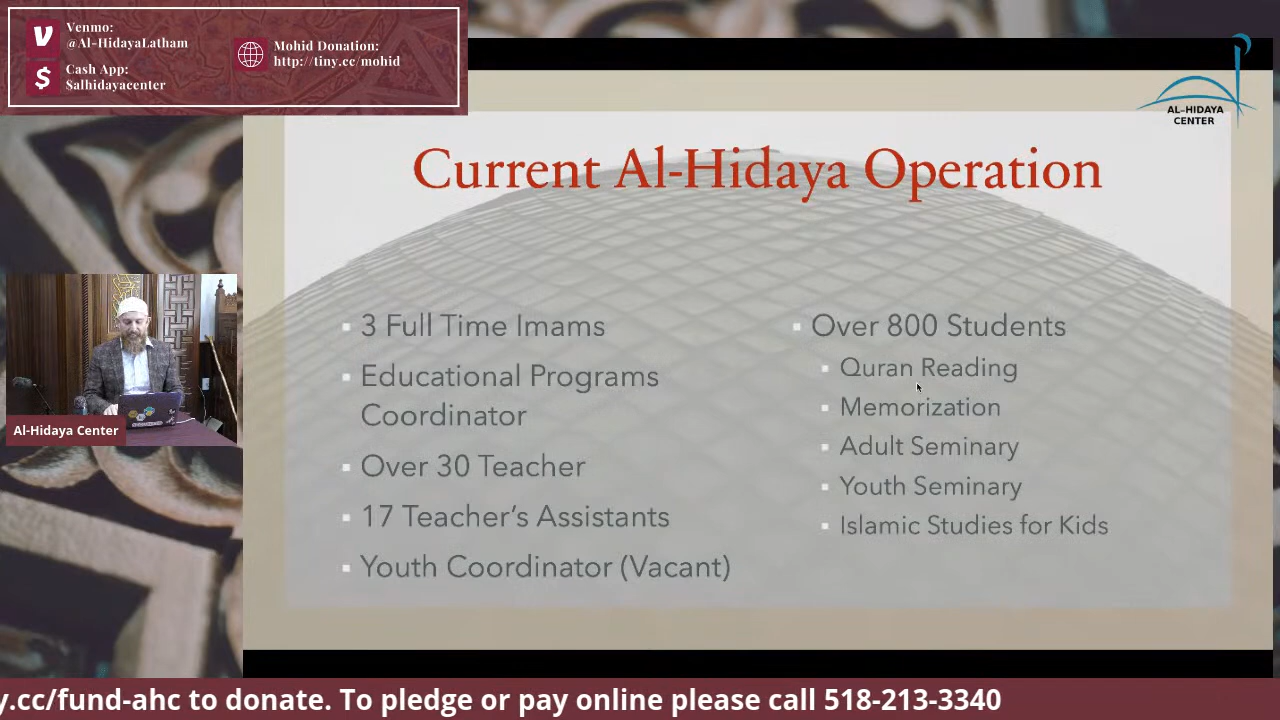 Venmo:
@Al-HidayaLatham
Cash App:
$alhidayacenter
Mohid Donation:
http://tiny.cc/mohid
AL-HIDAYA
CENTER
Current Al-Hidaya Operation
3 Full Time Imams
Educational Programs
Coordinator
Over 30 Teacher
17 Teacher's Assistants
Youth Coordinator (Vacant)
Over 800 Students
Quran Reading
Memorization
Adult Seminary
Youth Seminary
Islamic Studies for Kids
Al-Hidaya Center
y.cc/fund-ahc to donate. To pledge or pay online please call 518-213-3340